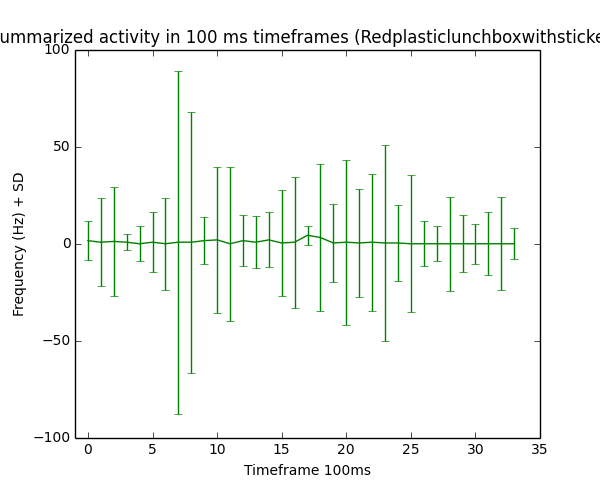 ummarized activity in 100 ms timeframes (Redplasticlunchboxwithsticke
100
50
0
−50
−100
Frequency (Hz) + SD
0 5 10 15 20 25 30 35
Timeframe 100ms